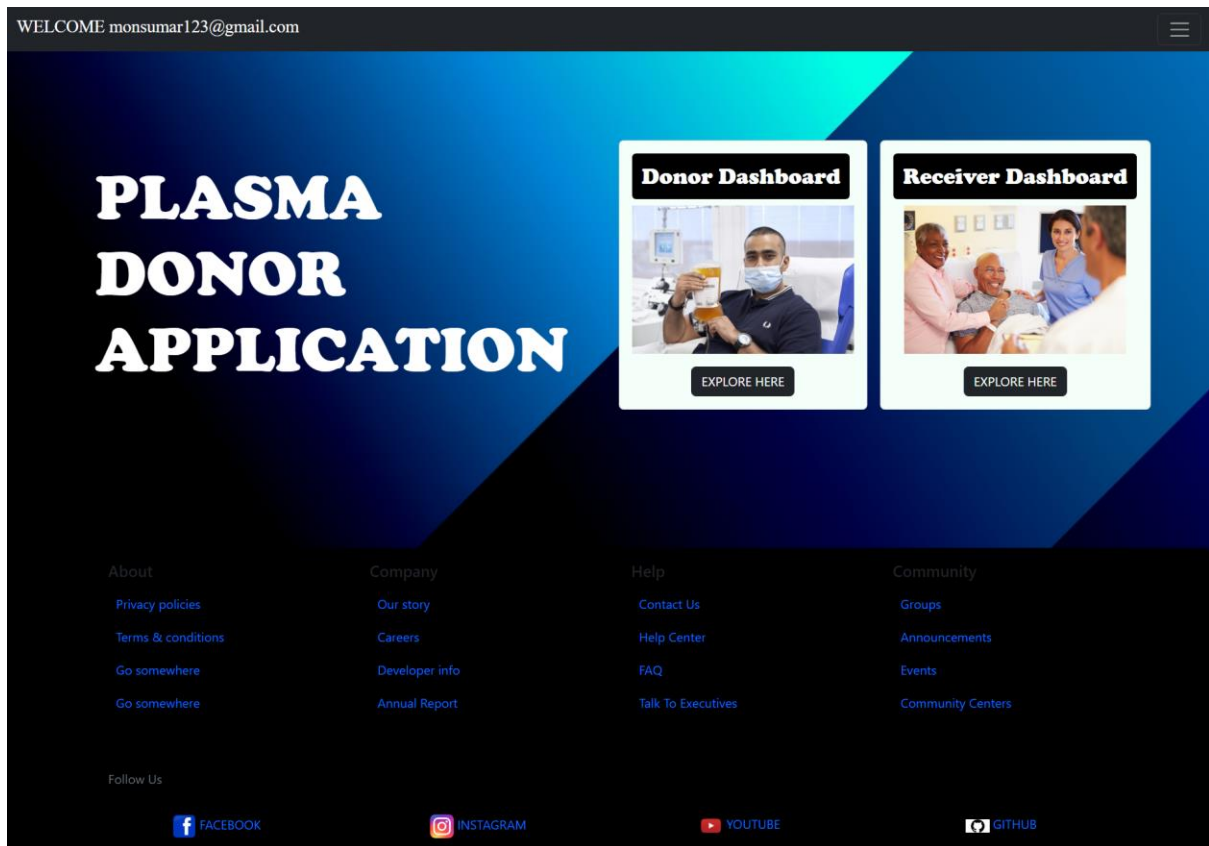 WELCOME monsumar123@gmail.com
PLASMA
DONOR
APPLICATION
Donor Dashboard
EXPLORE HERE
Receiver Dashboard
EXPLORE HERE
About
Privacy policies
Terms & conditions
Go somewhere
Go somewhere
Company
Our story
Careers
Developer info
Annual Report
Help
Contact Us
Help Center
FAQ
Talk To Executives
Community
Groups
Announcements
Events
Community Centers
Follow Us
FACEBOOK
INSTAGRAM
YOUTUBE
GITHUB